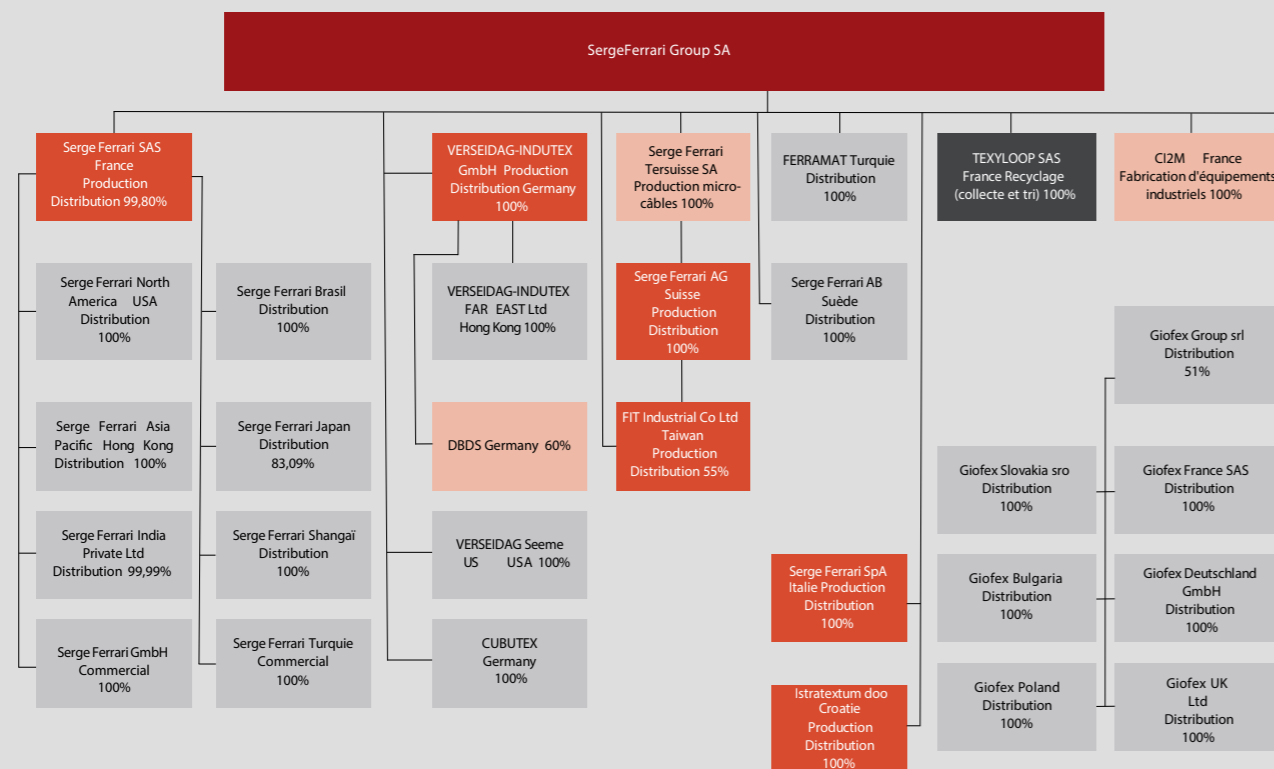 SergeFerrari Group SA
Serge Ferrari SAS
France
Production
Distribution 99,80%
VERSEIDAG-INDUTEX
GmbH Production
Distribution Germany
100%
Serge Ferrari
Tersuisse SA
Production micro-
câbles 100%
FERRAMAT Turquie
Distribution
100%
TEXYLOOP SAS
France Recyclage
(collecte et tri) 100%
CI2M France
Fabrication d'équipements
industriels 100%
Serge Ferrari North
America USA
Distribution
100%
Serge Ferrari Brasil
Distribution
100%
VERSEIDAG-INDUTEX
FAR EAST Ltd
Hong Kong 100%
Serge Ferrari AG
Suisse
Production
Distribution
100%
Serge Ferrari AB
Suède
Distribution
100%
Giofex Group srl
Distribution
51%
Serge Ferrari Asia
Pacific Hong Kong
Distribution 100%
Serge Ferrari Japan
Distribution
83,09%
DBDS Germany 60%
FIT Industrial Co Ltd
Taiwan
Production
Distribution 55%
Giofex Slovakia sro
Distribution
100%
Giofex France SAS
Distribution
100%
Serge Ferrari India
Private Ltd
Distribution 99,99%
Serge Ferrari Shangaï
Distribution
100%
VERSEIDAG Seeme
US USA 100%
Serge Ferrari SpA
Italie Production
Distribution
100%
Giofex Bulgaria
Distribution
100%
Giofex Deutschland
GmbH
Distribution
100%
Serge Ferrari GmbH
Commercial
100%
Serge Ferrari Turquie
Commercial
100%
CUBUTEX
Germany
100%
Istratextum doo
Croatie
Production
Distribution
100%
Giofex Poland
Distribution
100%
Giofex UK
Ltd
Distribution
100%